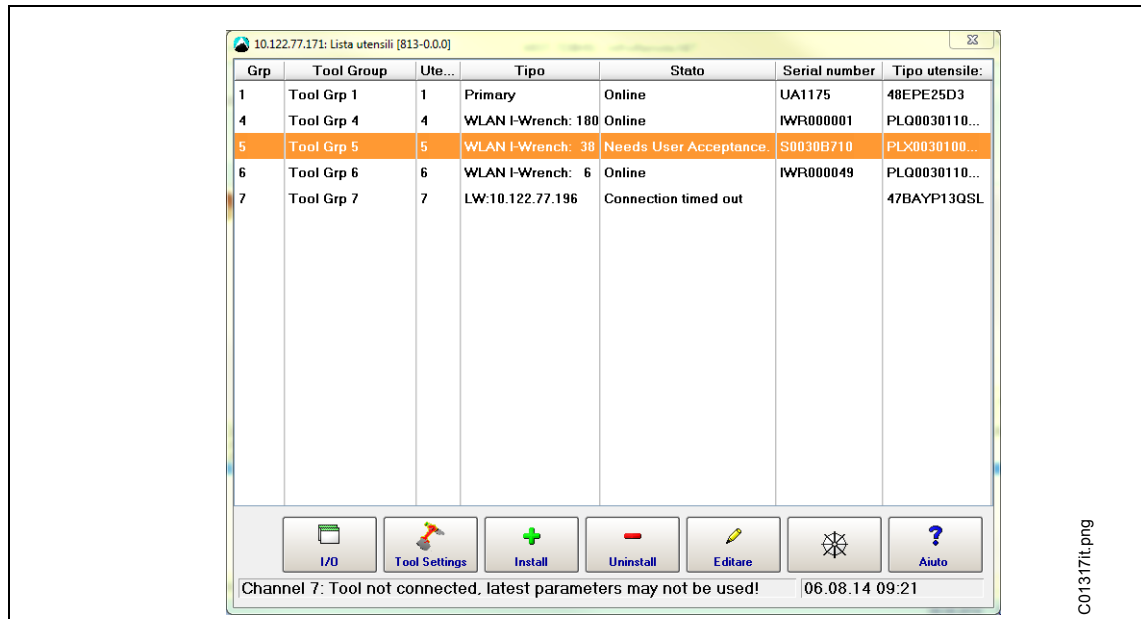 10.122.77.171: Lista utensili [813-0.0.0]
Grp Tool Group Ute... Tipo Stato Serial number Tipo utensile:
1 Tool Grp 1 1 Primary Online UA1175 48EPE25D3
4 Tool Grp 4 4 WLAN I-Wrench: 180 Online IWR000001 PLQ0030110...
5 Tool Grp 5 5 WLAN I-Wrench: 38 Needs User Acceptance. S0030B710 PLX0030100...
6 Tool Grp 6 6 WLAN I-Wrench: 6 Online IWR000049 PLQ0030110...
7 Tool Grp 7 7 LW:10.122.77.196 Connection timed out 47BAYP13QSL
I/O Tool Settings Install Uninstall Editare Aiuto
Channel 7: Tool not connected, latest parameters may not be used! 06.08.14 09:21
C01317it.png